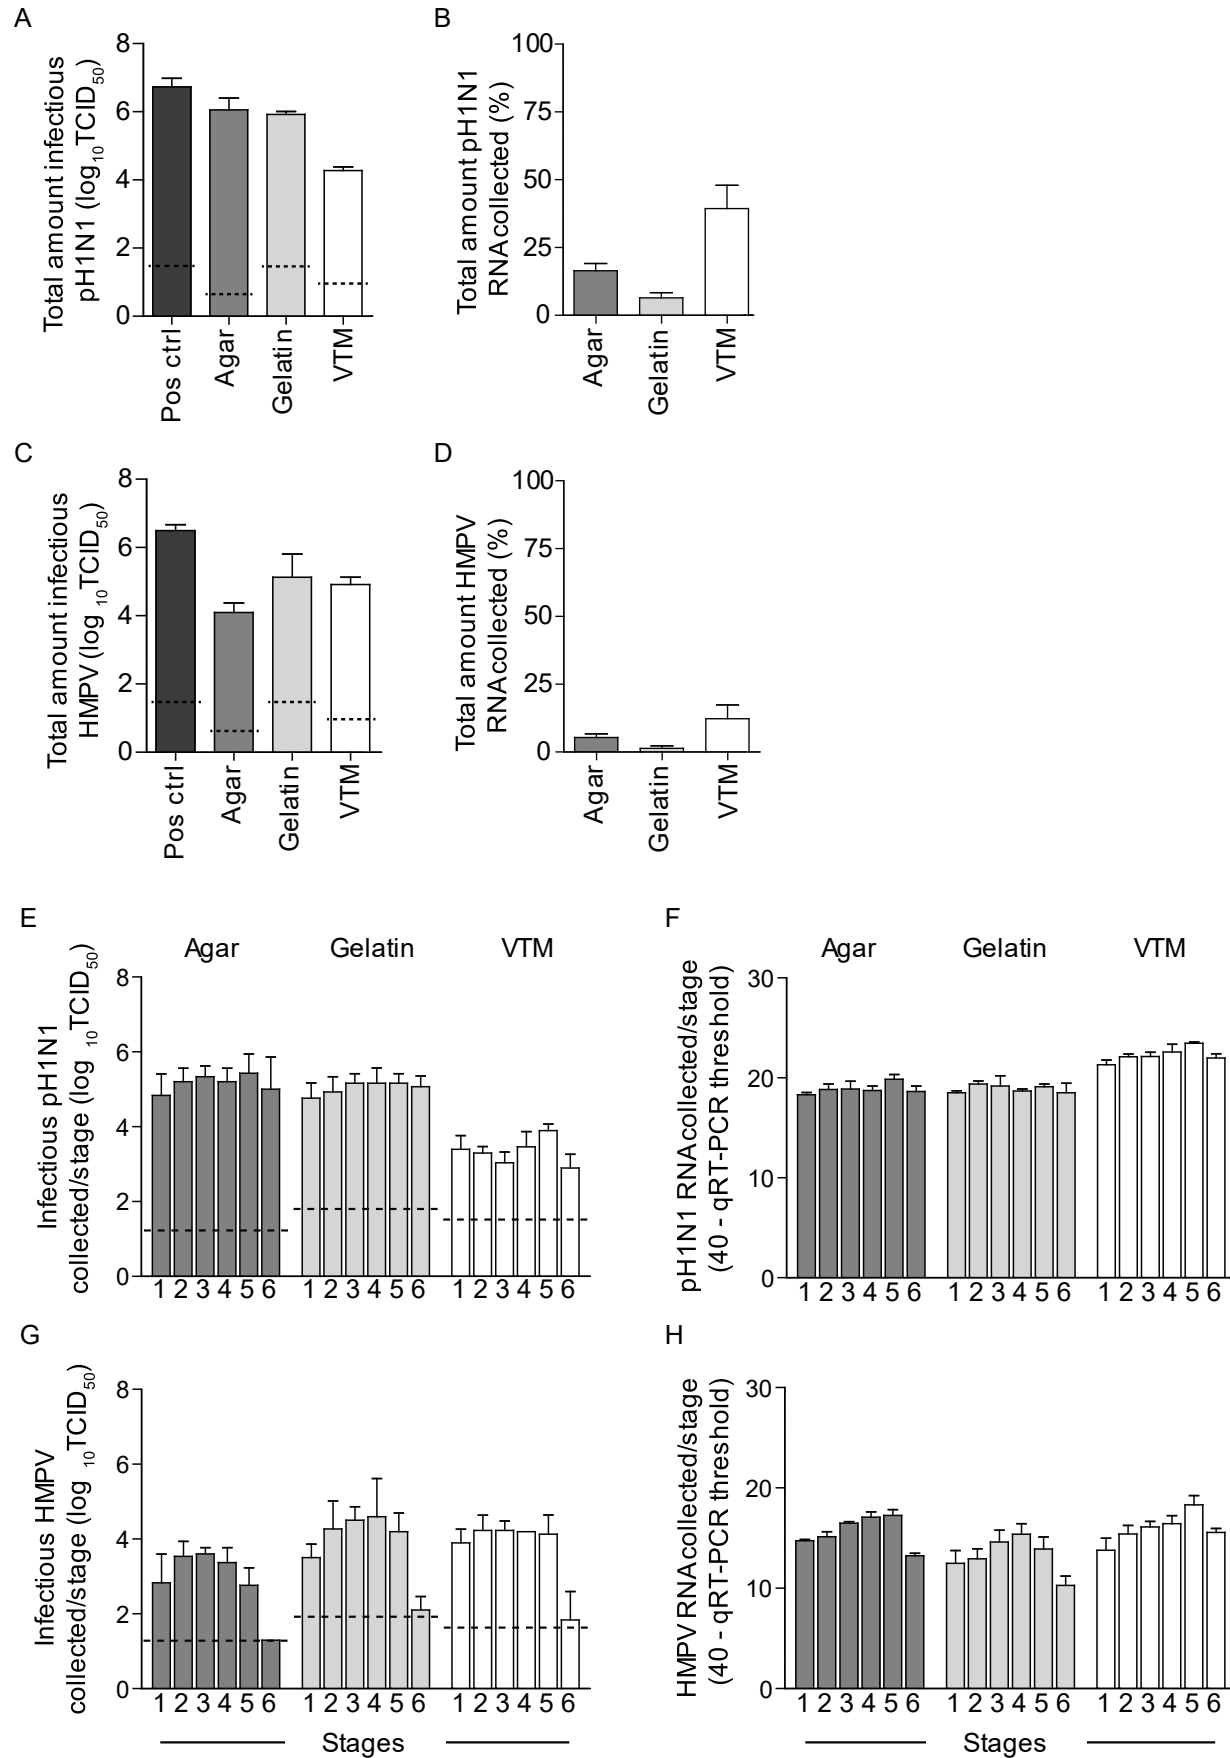 A
Total amount infectious
pH1N1 (log10TCID50)
8
6
4
2
0
Pos ctrl
Agar
Gelatin
VTM
B
Total amount pH1N1
RNAcollected (%)
100
75
50
25
0
Agar
Gelatin
VTM
C
Total amount infectious
HMPV (log 10TCID50)
8
6
4
2
0
Pos ctrl
Agar
Gelatin
VTM
D
Total amount HMPV
RNAcollected (%)
100
75
50
25
0
Agar
Gelatin
VTM
E
Agar Gelatin VTM
Infectious pH1N1
collected/stage (log 10TCID50)
8
6
4
2
0
1 2 3 4 5 6 1 2 3 4 5 6 1 2 3 4 5 6
F
Agar Gelatin VTM
pH1N1 RNAcollected/stage
(40 - qRT-PCR threshold)
30
20
10
0
1 2 3 4 5 6 1 2 3 4 5 6 1 2 3 4 5 6
G
Infectious HMPV
collected/stage (log 10TCID50)
8
6
4
2
0
1 2 3 4 5 6 1 2 3 4 5 6 1 2 3 4 5 6
Stages
H
HMPV RNAcollected/stage
(40 - qRT-PCR threshold)
30
20
10
0
1 2 3 4 5 6 1 2 3 4 5 6 1 2 3 4 5 6
Stages